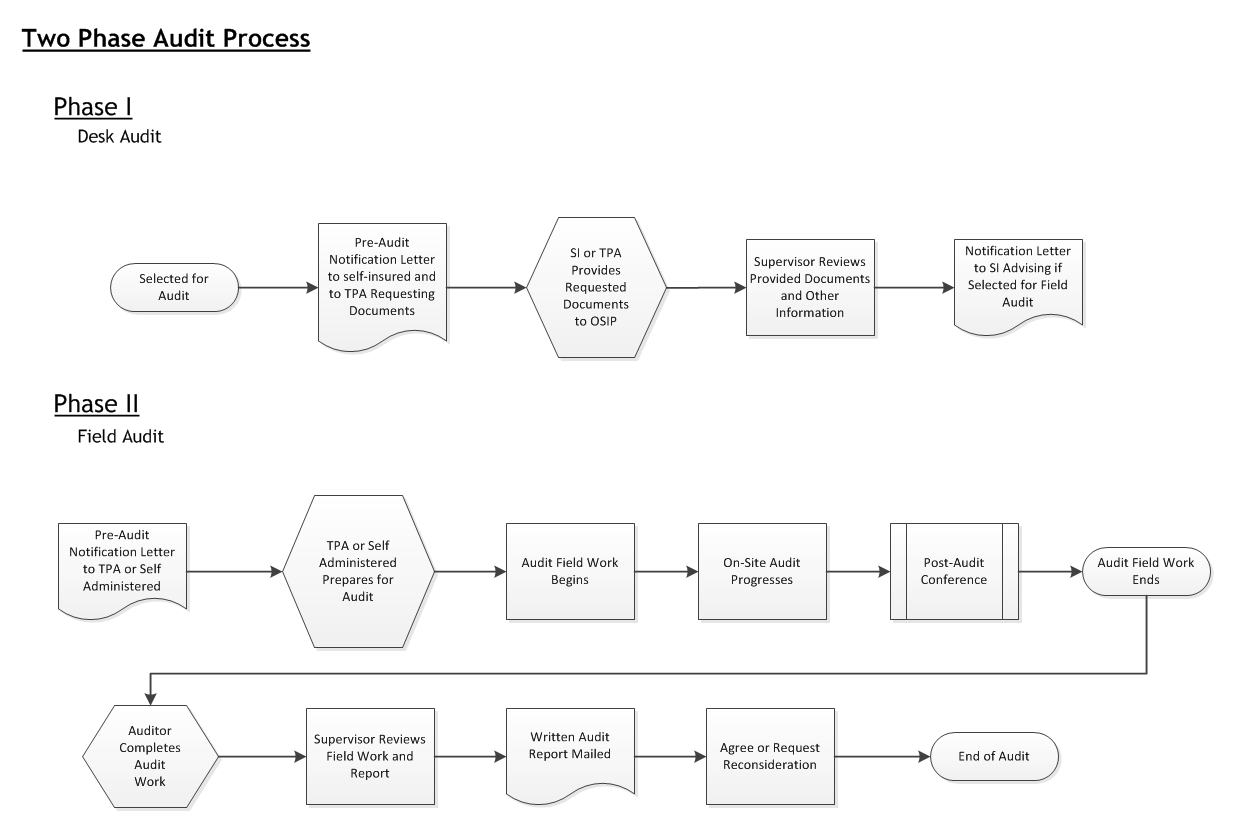 Two Phase Audit Process
Phase I
Desk Audit
Selected for
Audit
Pre-Audit
Notification Letter
to self-insured and
to TPA Requesting
Documents
SI or TPA
Provides
Requested
Documents
to OSIP
Supervisor Reviews
Provided Documents
and Other
Information
Notification Letter
to SI Advising if
Selected for Field
Audit
Phase II
Field Audit
Pre-Audit
Notification Letter
to TPA or Self
Administered
TPA or Self
Administered
Prepares for
Audit
Audit Field Work
Begins
On-Site Audit
Progresses
Post-Audit
Conference
Audit Field Work
Ends
Auditor
Completes
Audit
Work
Supervisor Reviews
Field Work and
Report
Written Audit
Report Mailed
Agree or Request
Reconsideration
End of Audit